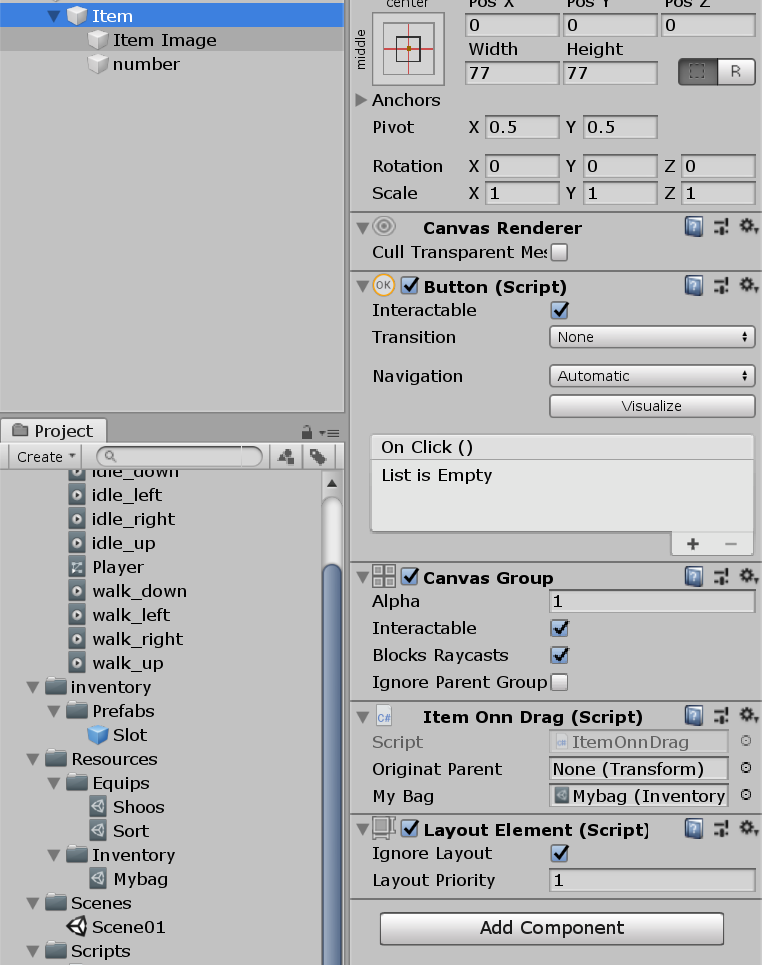 Item
Item Image
number
Project
Create
idle_down
idle_left
idle_right
idle_up
Player
walk_down
walk_left
walk_right
walk_up
inventory
Prefabs
Slot
Resources
Equips
Shoos
Sort
Inventory
Mybag
Scenes
Scene01
Scripts
center
Pos X Pos Y Pos Z
middle
0 0 0
Width Height
77 77
R
Anchors
Pivot X 0.5 Y 0.5
Rotation X 0 Y 0 Z 0
Scale X 1 Y 1 Z 1
Canvas Renderer
Cull Transparent Mes
OK Button (Script)
Interactable
Transition None
Navigation Automatic
Visualize
On Click ()
List is Empty
+ −
Canvas Group
Alpha 1
Interactable
Blocks Raycasts
Ignore Parent Group
C# Item Onn Drag (Script)
Script ItemOnnDrag
Originat Parent None (Transform)
My Bag Mybag (Inventory
Layout Element (Script)
Ignore Layout
Layout Priority 1
Add Component